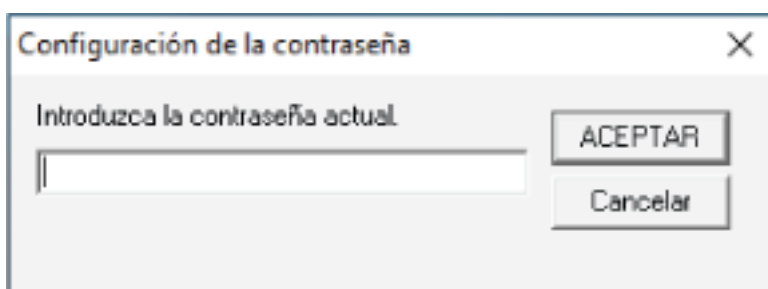 Configuración de la contraseña
Introduzca la contraseña actual.
ACEPTAR
Cancelar